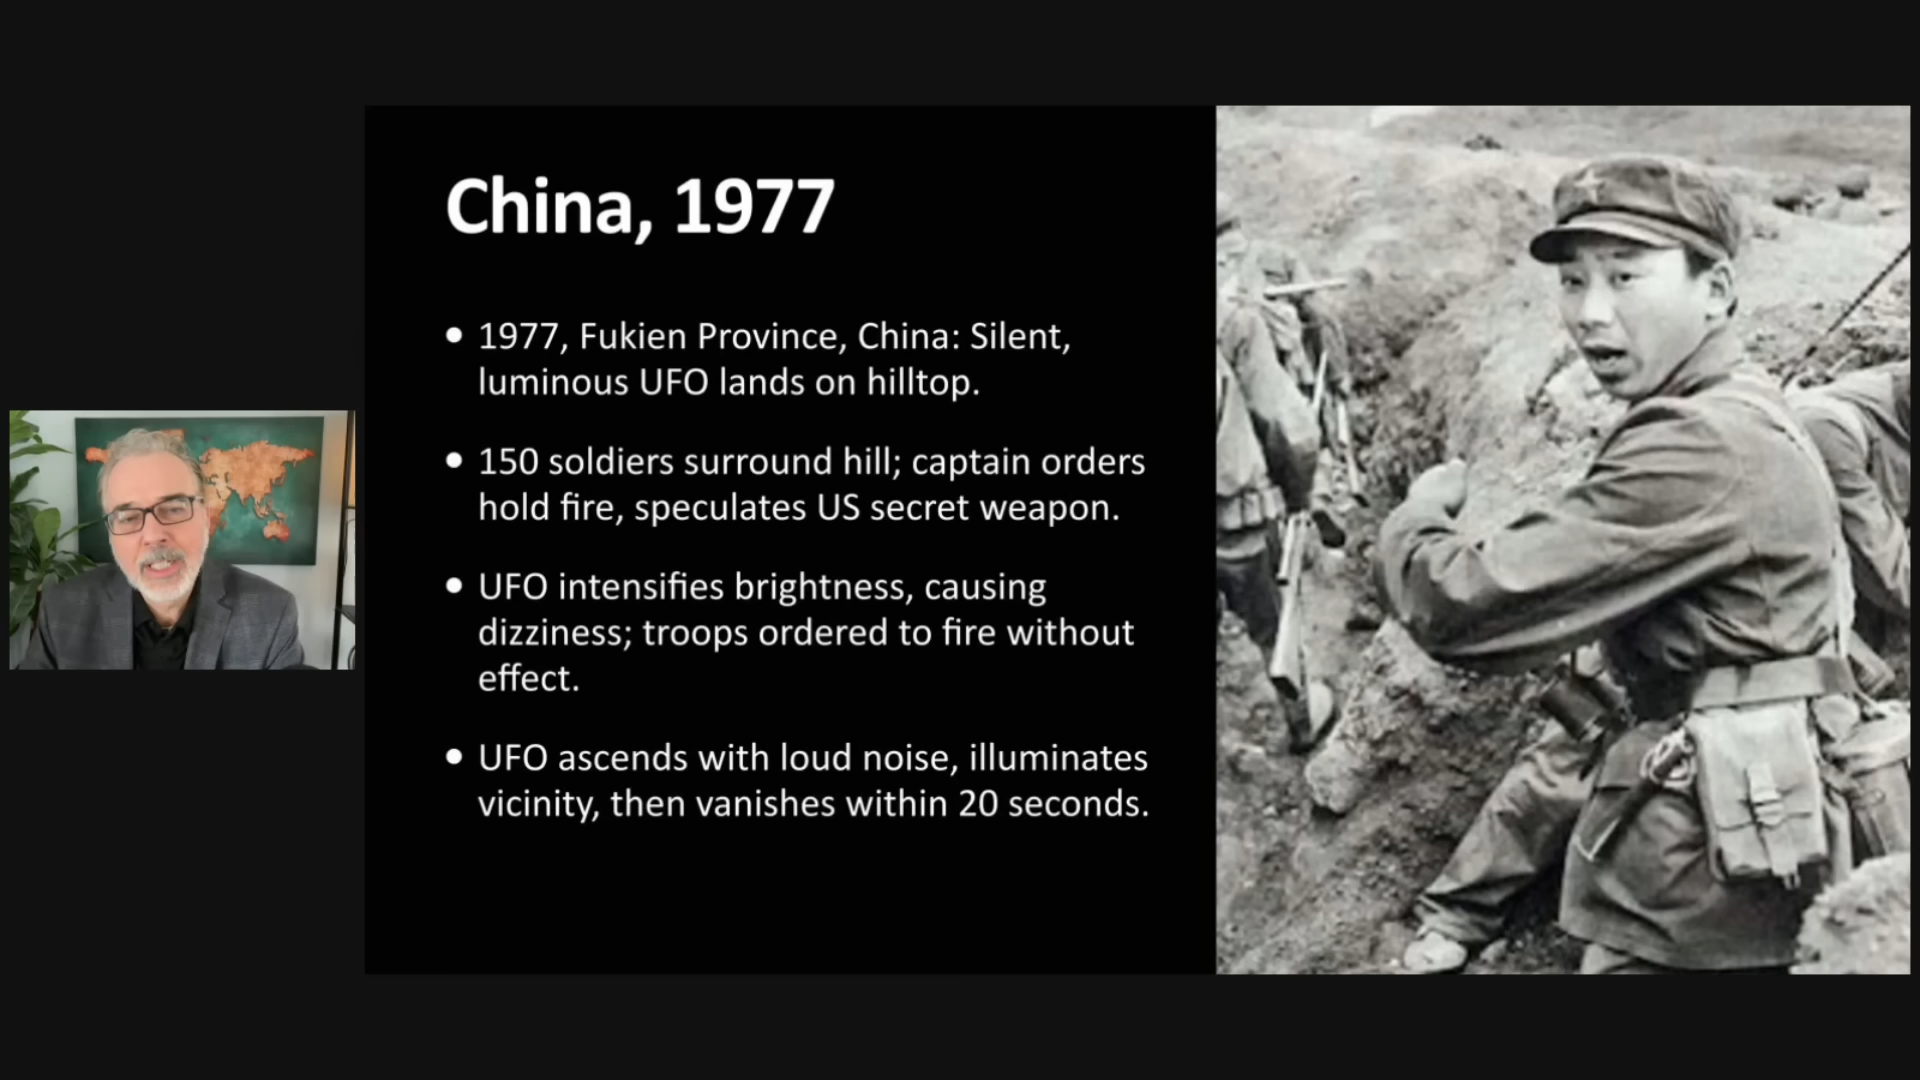 China, 1977
• 1977, Fukien Province, China: Silent,
luminous UFO lands on hilltop.
• 150 soldiers surround hill; captain orders
hold fire, speculates US secret weapon.
• UFO intensifies brightness, causing
dizziness; troops ordered to fire without
effect.
• UFO ascends with loud noise, illuminates
vicinity, then vanishes within 20 seconds.